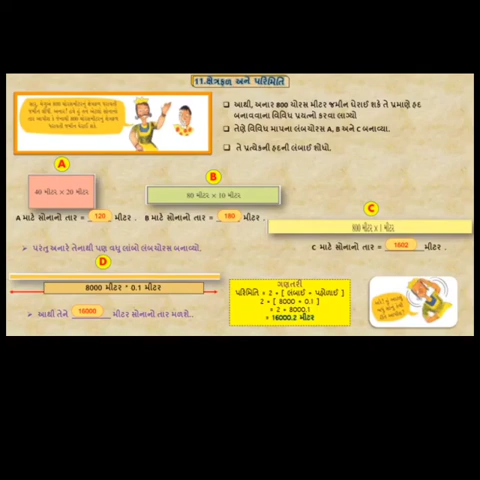 11.ક્ષેત્રફળ અને પરિમિતિ
❑ આથી, અનાર 800 ચોરસ મીટર જમીન ઘેરાઈ શકે તે પ્રમાણે હદ
બનાવવાના વિવિધ પ્રયત્નો કરવા લાગ્યો
❑ તેણે વિવિધ માપના લંબચોરસ A, B અને C બનાવ્યા.
❑ તે પ્રત્યેકની હદની લંબાઈ શોધો.
A
B
C
40 મીટર × 20 મીટર
80 મીટર × 10 મીટર
800 મીટર × 1 મીટર
A માટે સોનાનો તાર = 120 મીટર .
B માટે સોનાનો તાર = 180 મીટર .
C માટે સોનાનો તાર = 1602 મીટર .
➢ પરંતુ અનારે તેનાથી પણ વધુ લાંબો લંબચોરસ બનાવ્યો.
D
8000 મીટર * 0.1 મીટર
➢ આથી તેને 16000 મીટર સોનાનો તાર મળશે..
ગણતરી
પરિમિતિ = 2 * [ લંબાઈ + પહોળાઈ ]
2 * [ 8000 + 0.1]
= 2 * 8000.1
= 16000.2 મીટર